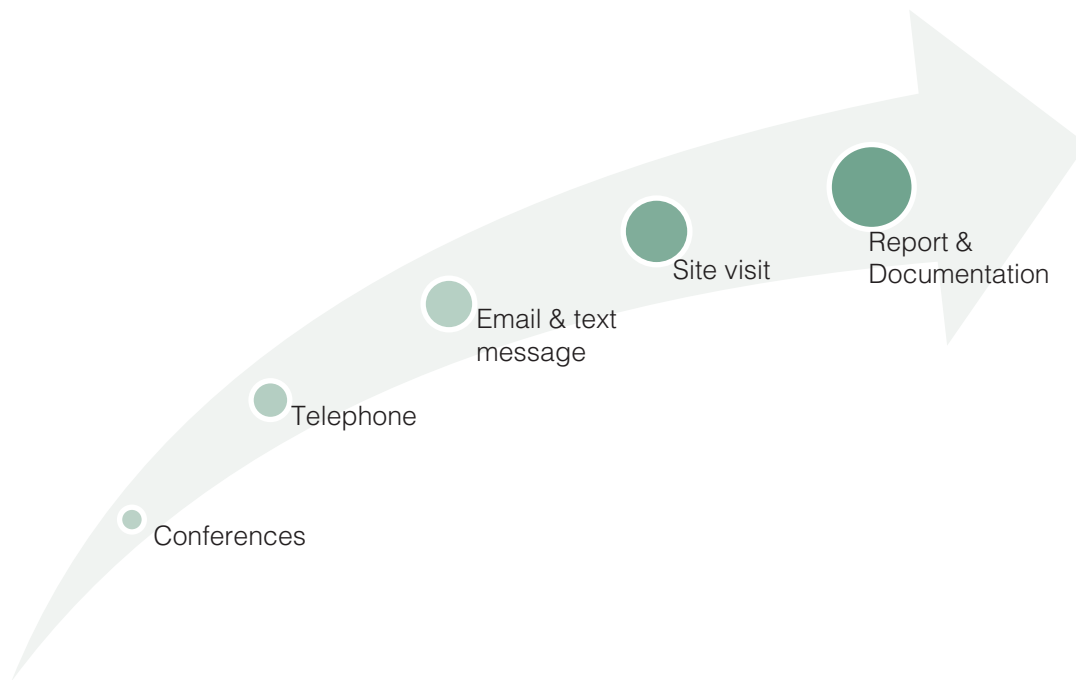 Conferences
Telephone
Email & text
message
Site visit
Report &
Documentation